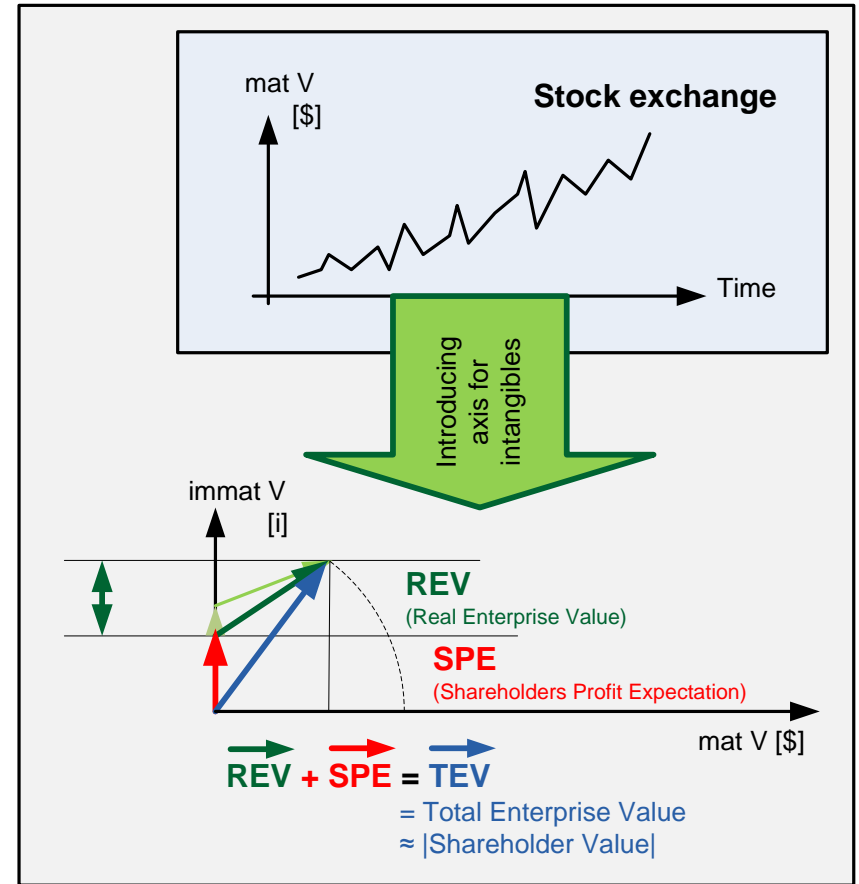 mat V
[$]
Stock exchange
Time
Introducing
axis for
intangibles
immat V
[i]
REV
(Real Enterprise Value)
SPE
(Shareholders Profit Expectation)
mat V [$]
REV + SPE = TEV
= Total Enterprise Value
≈ |Shareholder Value|